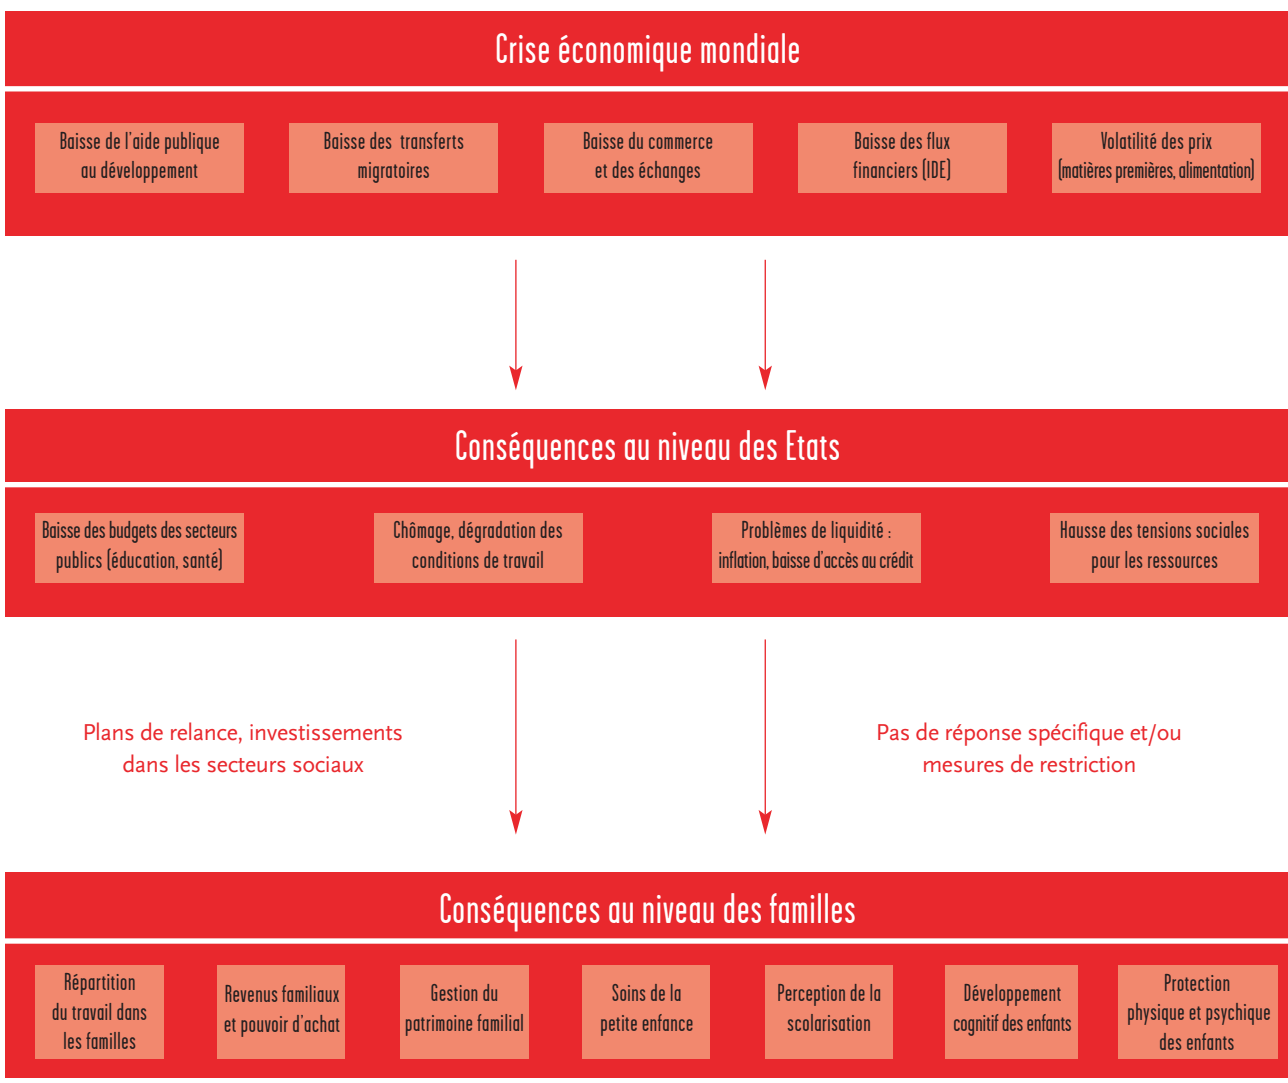 Crise économique mondiale
Baisse de l'aide publique
au développement
Baisse des transferts
migratoires
Baisse du commerce
et des échanges
Baisse des flux
financiers (IDE)
Volatilité des prix
(matières premières, alimentation)
Conséquences au niveau des Etats
Baisse des budgets des secteurs
publics (éducation, santé)
Chômage, dégradation des
conditions de travail
Problèmes de liquidité :
inflation, baisse d'accès au crédit
Hausse des tensions sociales
pour les ressources
Plans de relance, investissements
dans les secteurs sociaux
Pas de réponse spécifique et/ou
mesures de restriction
Conséquences au niveau des familles
Répartition
du travail dans
les familles
Revenus familiaux
et pouvoir d'achat
Gestion du
patrimoine familial
Soins de la
petite enfance
Perception de la
scolarisation
Développement
cognitif des enfants
Protection
physique et psychique
des enfants